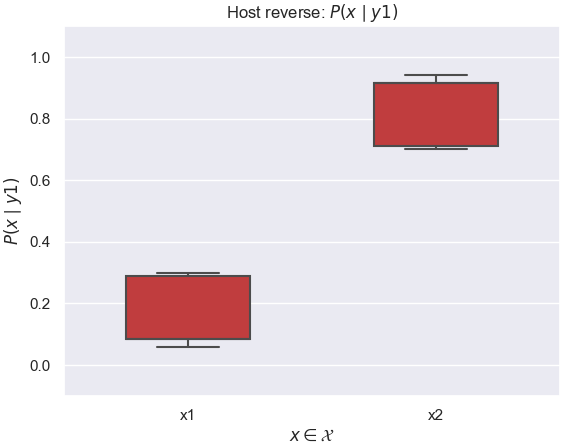 Host reverse: P(x | y1)
P(x | y1)
1.0
0.8
0.6
0.4
0.2
0.0
x1 x2
x ∈ 𝒳